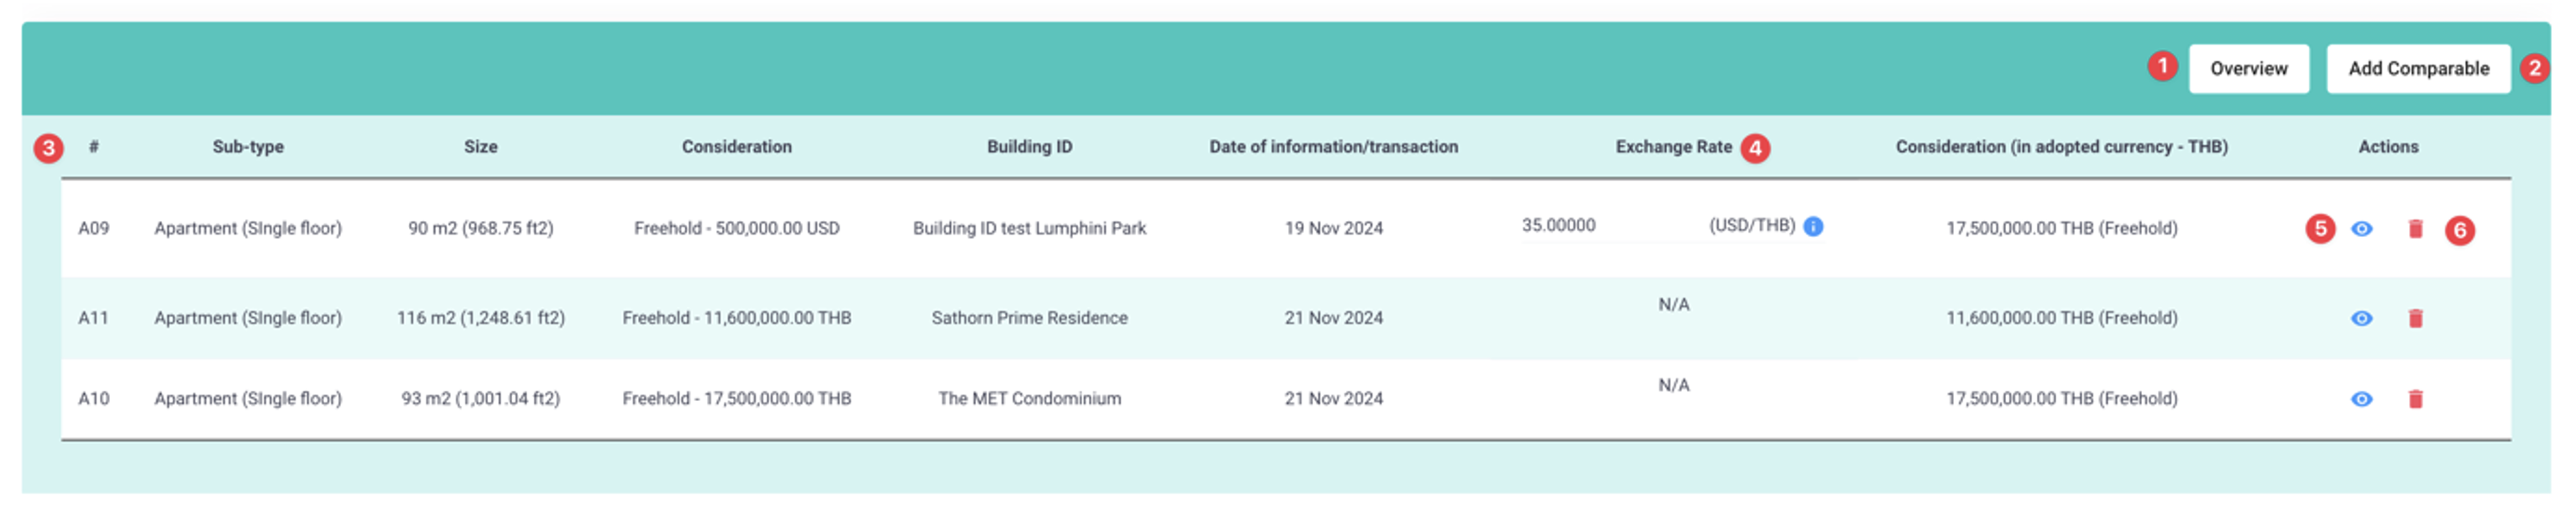 1 Overview Add Comparable 2
3 # Sub-type Size Consideration Building ID Date of information/transaction Exchange Rate 4 Consideration (in adopted currency - THB) Actions
A09 Apartment (SIngle floor) 90 m2 (968.75 ft2) Freehold - 500,000.00 USD Building ID test Lumphini Park 19 Nov 2024 35.00000 (USD/THB) i 17,500,000.00 THB (Freehold) 5 6
A11 Apartment (SIngle floor) 116 m2 (1,248.61 ft2) Freehold - 11,600,000.00 THB Sathorn Prime Residence 21 Nov 2024 N/A 11,600,000.00 THB (Freehold)
A10 Apartment (SIngle floor) 93 m2 (1,001.04 ft2) Freehold - 17,500,000.00 THB The MET Condominium 21 Nov 2024 N/A 17,500,000.00 THB (Freehold)